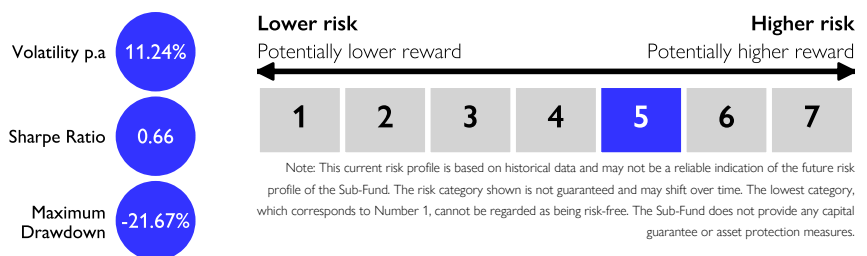 Volatility p.a
11.24%
Sharpe Ratio
0.66
Maximum
Drawdown
-21.67%
Lower risk
Higher risk
Potentially lower reward
Potentially higher reward
1 2 3 4 5 6 7
Note: This current risk profile is based on historical data and may not be a reliable indication of the future risk
profile of the Sub-Fund. The risk category shown is not guaranteed and may shift over time. The lowest category,
which corresponds to Number 1, cannot be regarded as being risk-free. The Sub-Fund does not provide any capital
guarantee or asset protection measures.